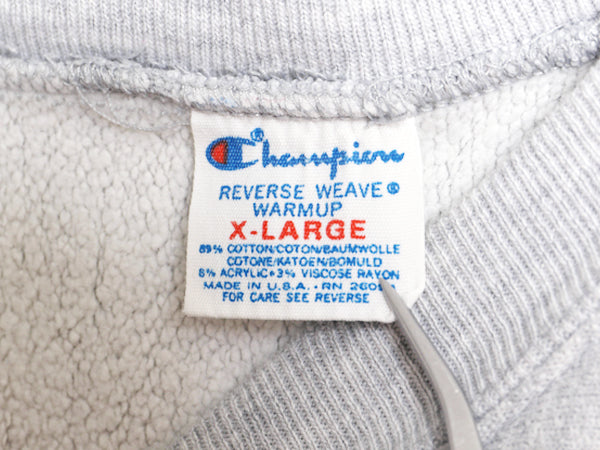 Champion®
REVERSE WEAVE®
WARMUP
X-LARGE
89% COTTON/COTON/BAUMWOLLE
COTONE/KATOEN/BOMULD
8% ACRYLIC•3% VISCOSE RAYON
MADE IN U.S.A. • RN
FOR CARE SEE REVERSE